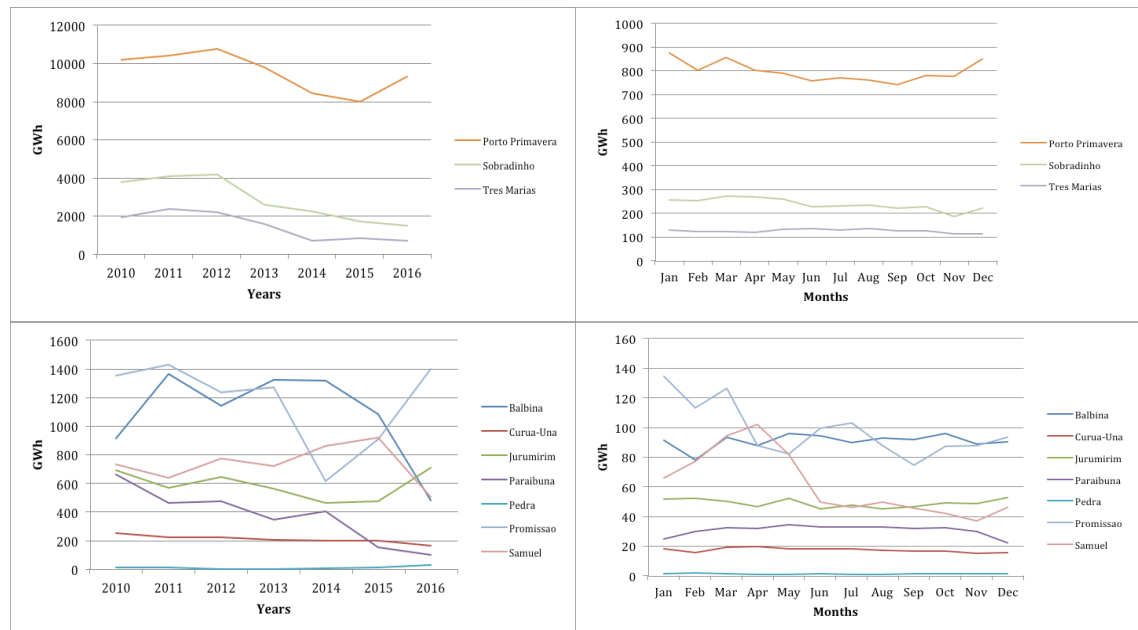 12000
10000
8000
6000
4000
2000
0
GWh
2010 2011 2012 2013 2014 2015 2016
Years
Porto Primavera
Sobradinho
Tres Marias
1000
900
800
700
600
500
400
300
200
100
0
GWh
Jan Feb Mar Apr May Jun Jul Aug Sep Oct Nov Dec
Months
Porto Primavera
Sobradinho
Tres Marias
1600
1400
1200
1000
800
600
400
200
0
GWh
2010 2011 2012 2013 2014 2015 2016
Years
Balbina
Curua-Una
Jurumirim
Paraibuna
Pedra
Promissao
Samuel
160
140
120
100
80
60
40
20
0
GWh
Jan Feb Mar Apr May Jun Jul Aug Sep Oct Nov Dec
Months
Balbina
Curua-Una
Jurumirim
Paraibuna
Pedra
Promissao
Samuel